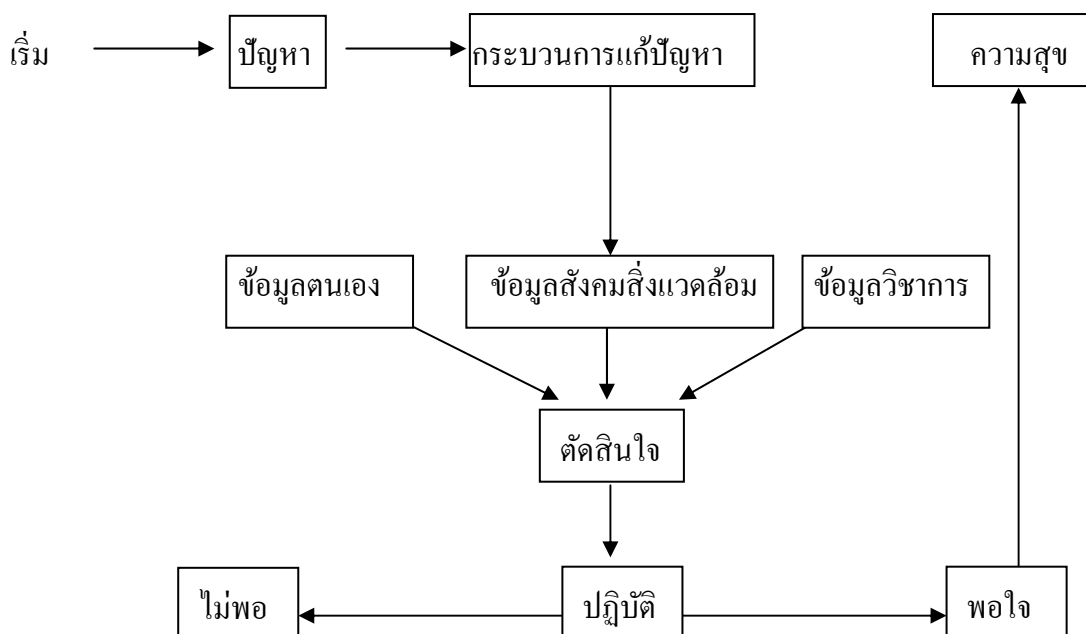 เริ่ม
ปัญหา
กระบวนการแก้ปัญหา
ความสุข
ข้อมูลตนเอง
ข้อมูลสังคมสิ่งแวดล้อม
ข้อมูลวิชาการ
ตัดสินใจ
ไม่พอ
ปฏิบัติ
พอใจ